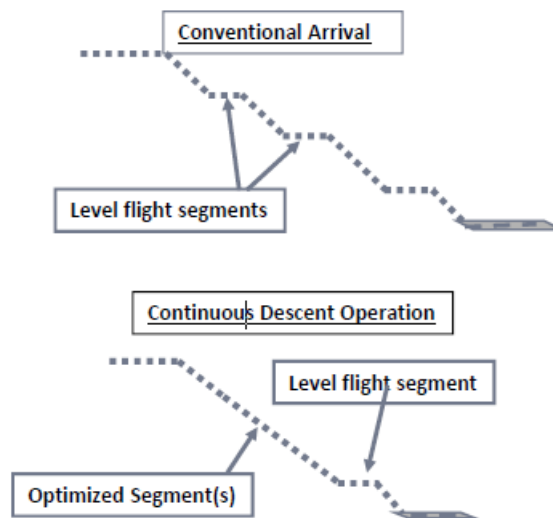 Conventional Arrival
Level flight segments
Continuous Descent Operation
Level flight segment
Optimized Segment(s)